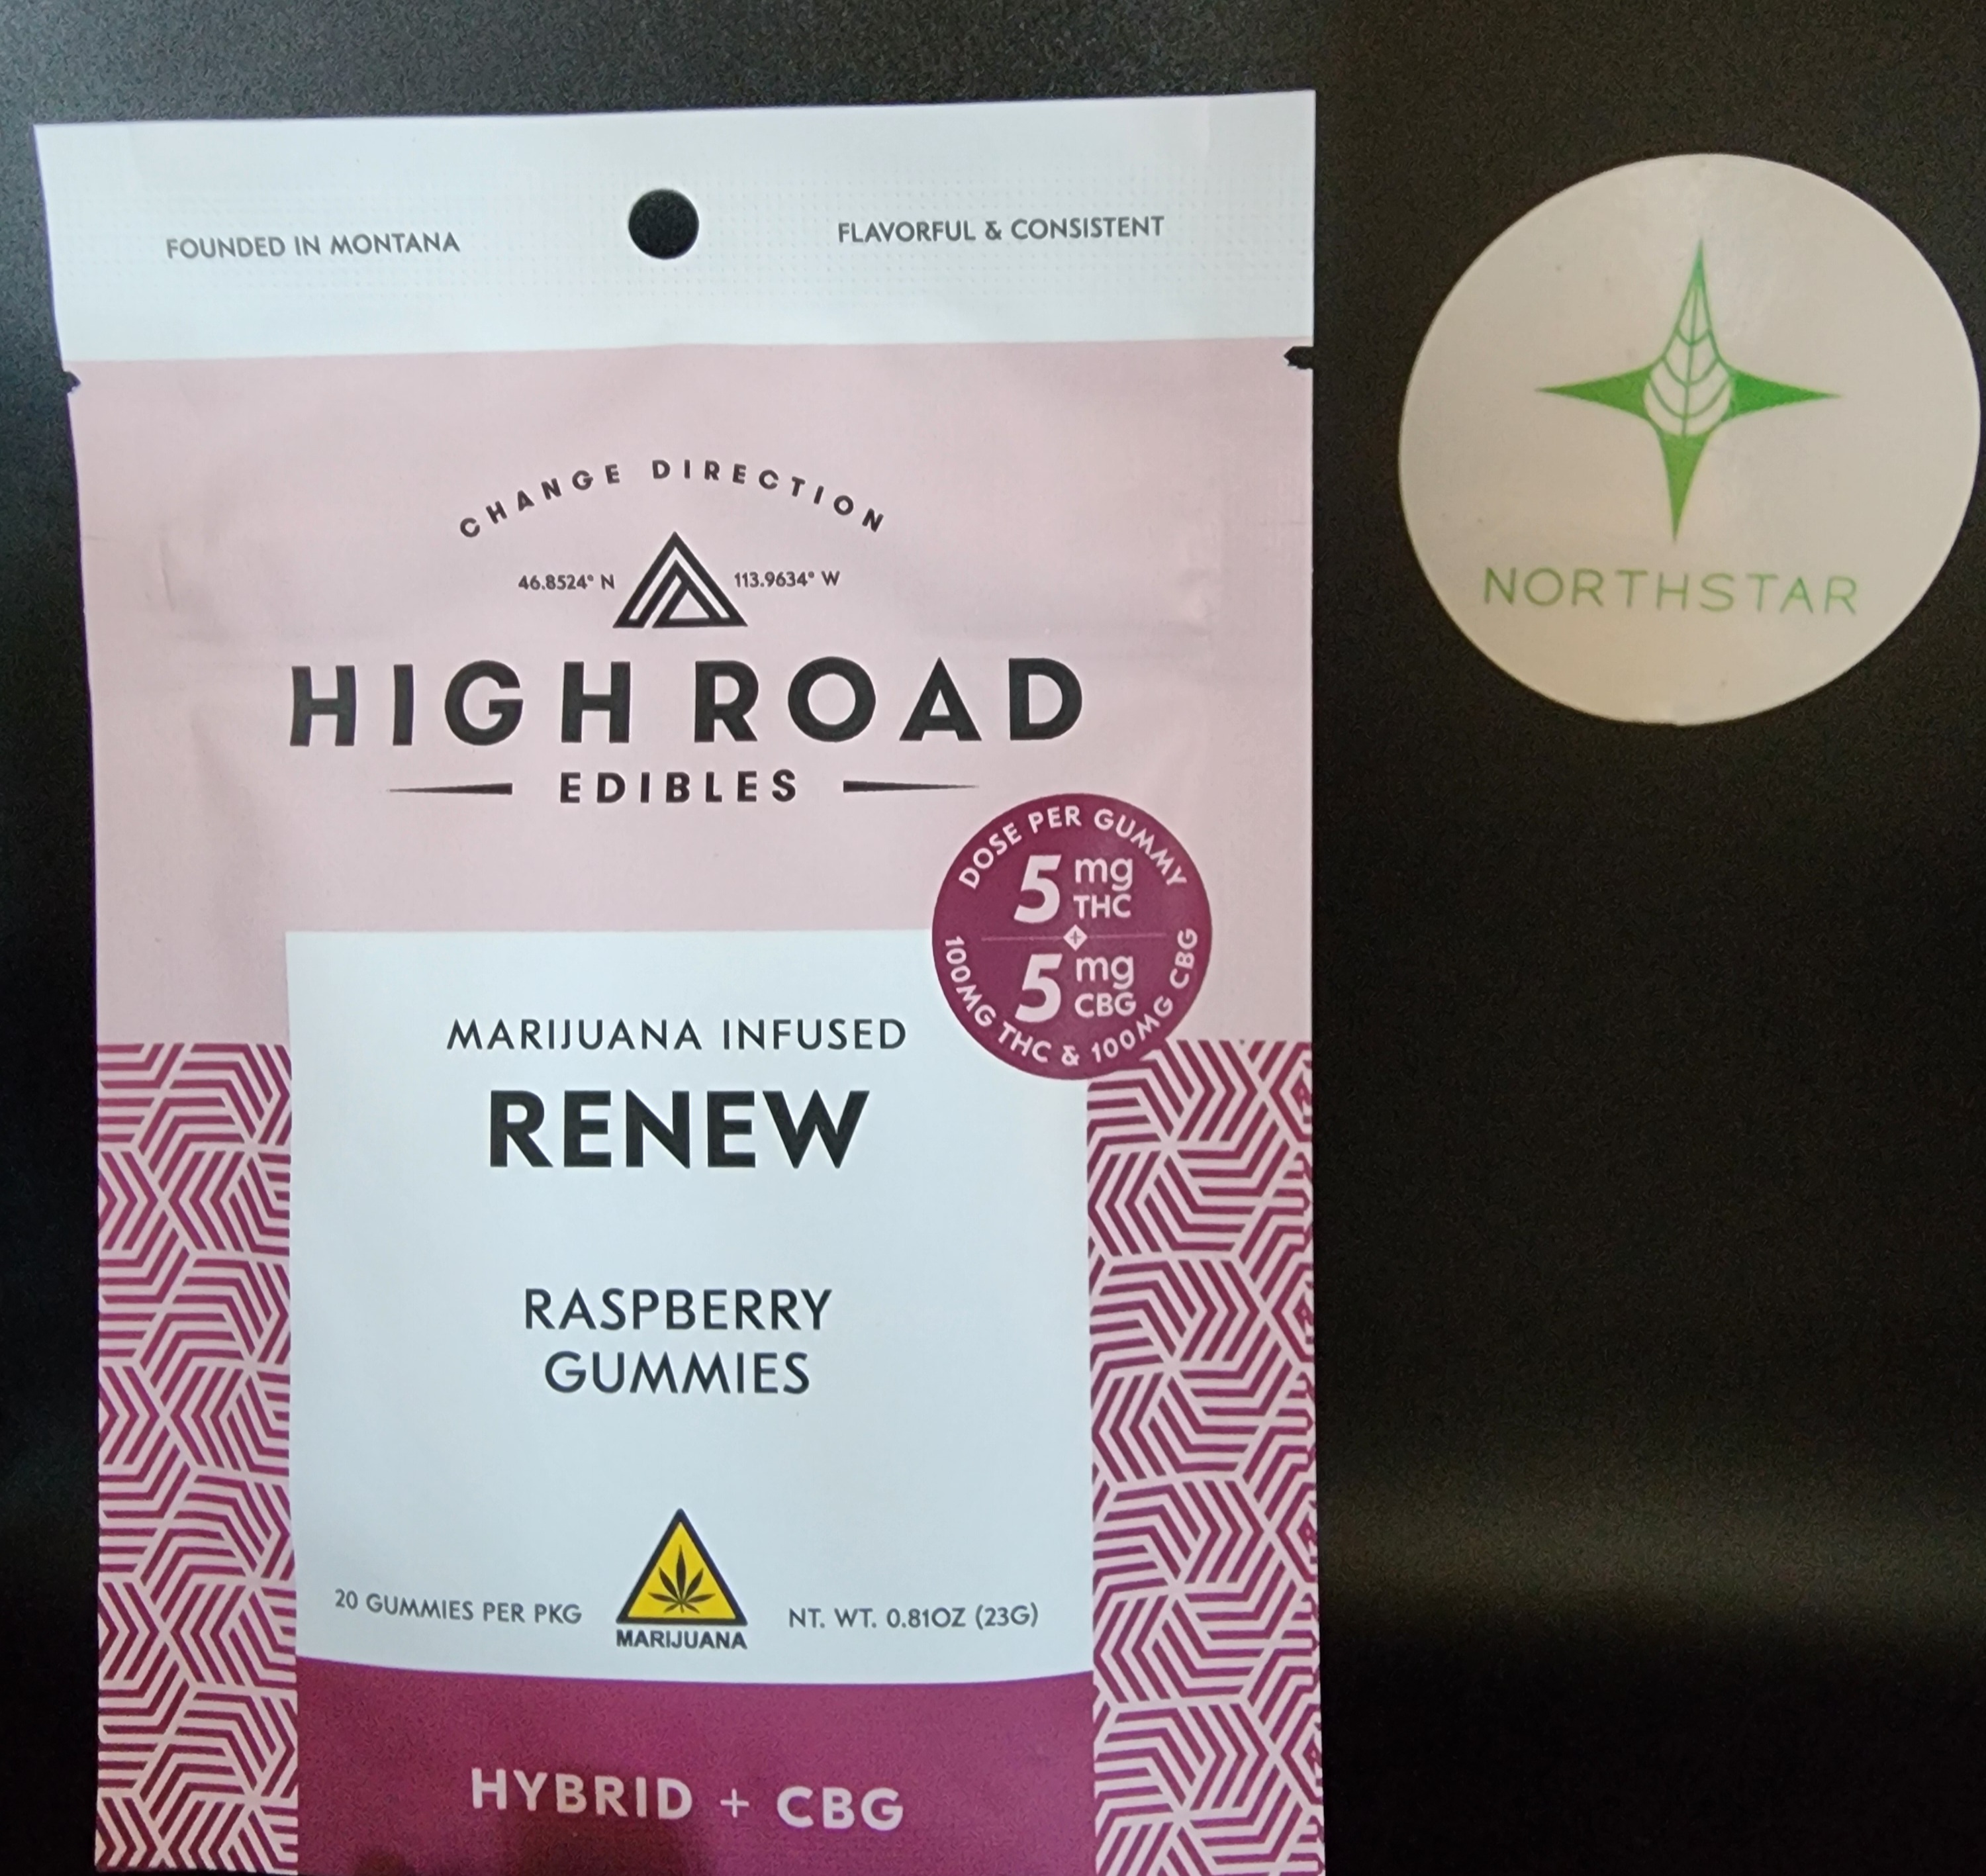 FOUNDED IN MONTANA
FLAVORFUL & CONSISTENT
CHANGE DIRECTION
46.8524° N
113.9634° W
HIGH ROAD
EDIBLES
DOSE PER GUMMY
5 mg THC
+
5 mg CBG
100MG THC & 100MG CBG
MARIJUANA INFUSED
RENEW
RASPBERRY
GUMMIES
20 GUMMIES PER PKG
MARIJUANA
NT. WT. 0.81OZ (23G)
HYBRID + CBG
NORTHSTAR